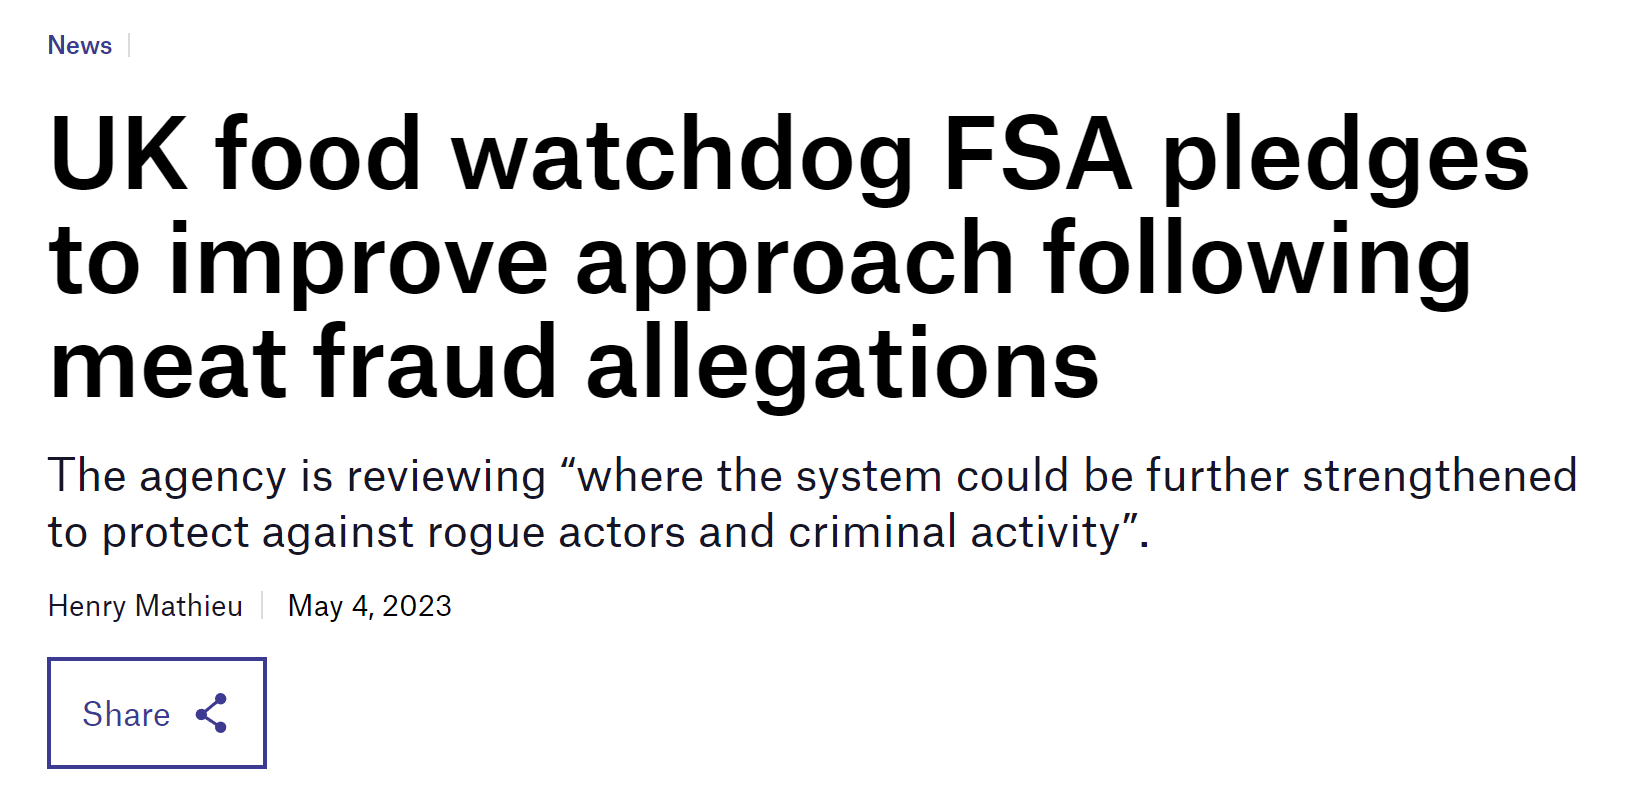 News
UK food watchdog FSA pledges
to improve approach following
meat fraud allegations
The agency is reviewing “where the system could be further strengthened
to protect against rogue actors and criminal activity”.
Henry Mathieu May 4, 2023
Share